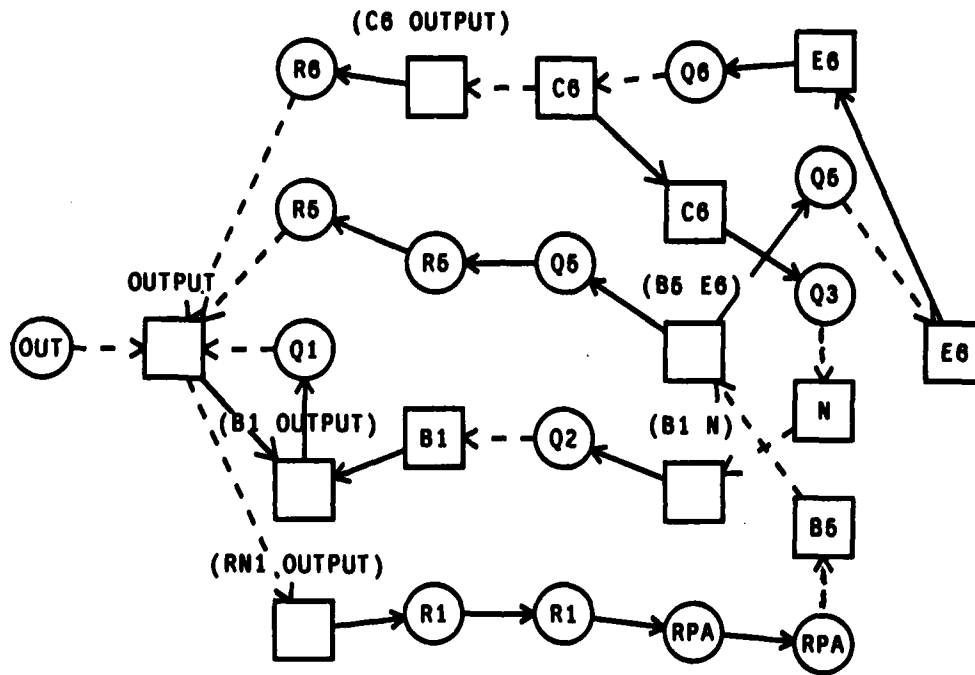 (C6 OUTPUT)
R6
C6
Q6
E6
Q5
C6
R5
R5
Q5
(B5 E6)
Q3
OUTPUT
OUT
Q1
E6
(B1 OUTPUT)
B1
Q2
(B1 N)
N
B5
(RN1 OUTPUT)
R1
R1
RPA
RPA